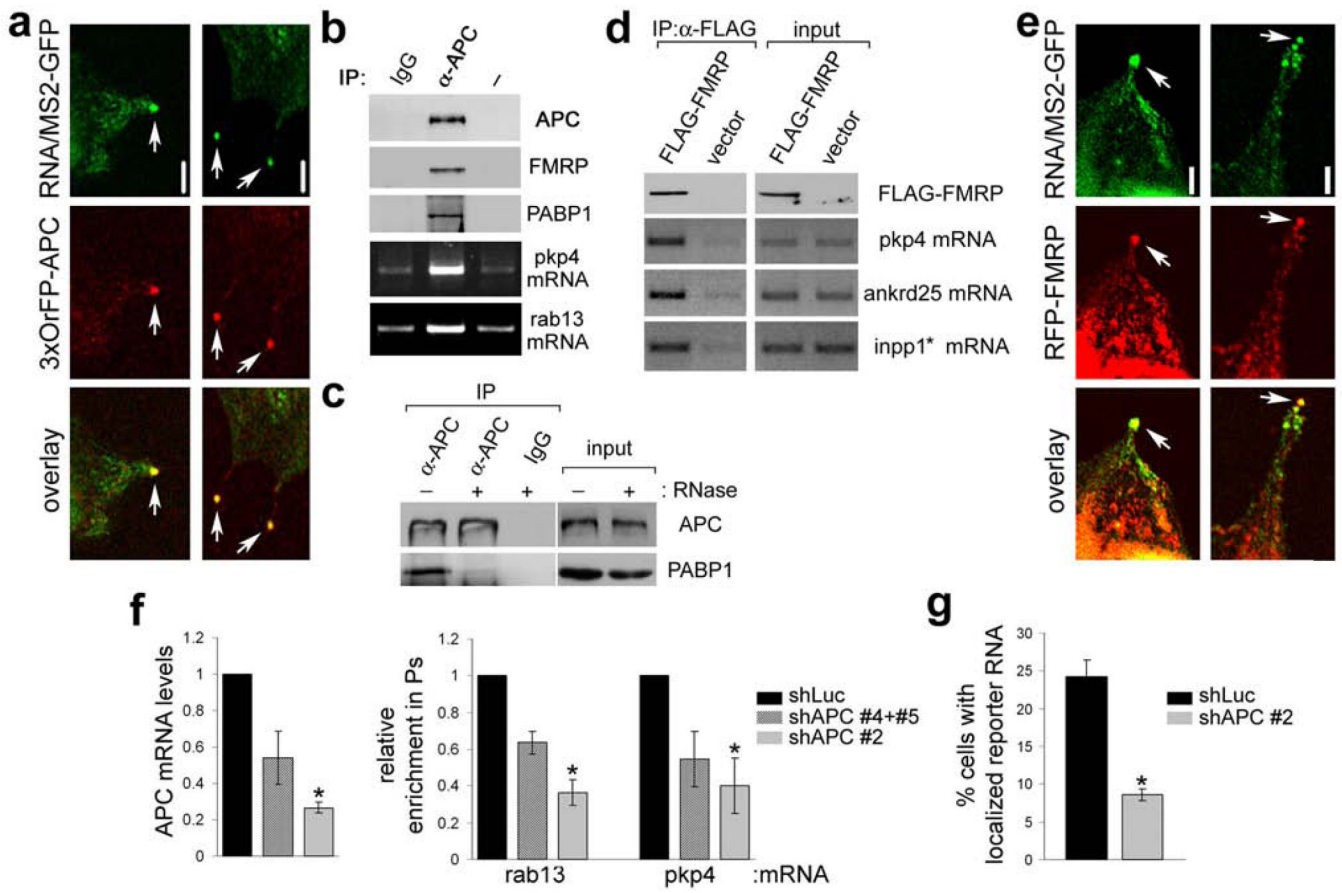 a
RNA/MS2-GFP
3xOrFP-APC
overlay
b
IP:
IgG
α-APC
–
APC
FMRP
PABP1
pkp4
mRNA
rab13
mRNA
c
IP
α-APC
α-APC
IgG
input
– + + – + : RNase
APC
PABP1
d
IP:α-FLAG
input
FLAG-FMRP
vector
FLAG-FMRP
vector
FLAG-FMRP
pkp4 mRNA
ankrd25 mRNA
inpp1* mRNA
e
RNA/MS2-GFP
RFP-FMRP
overlay
f
APC mRNA levels
1.2
1
0.8
0.6
0.4
0.2
0
*
relative
enrichment in Ps
1.2
1
0.8
0.6
0.4
0.2
0
*
*
rab13 pkp4 :mRNA
shLuc
shAPC #4+#5
shAPC #2
g
% cells with
localized reporter RNA
30
25
20
15
10
5
0
*
shLuc
shAPC #2